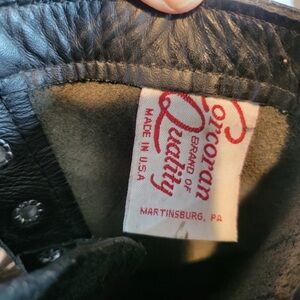 Corcoran
BRAND OF
Quality
MADE IN U.S.A
MARTINSBURG, PA